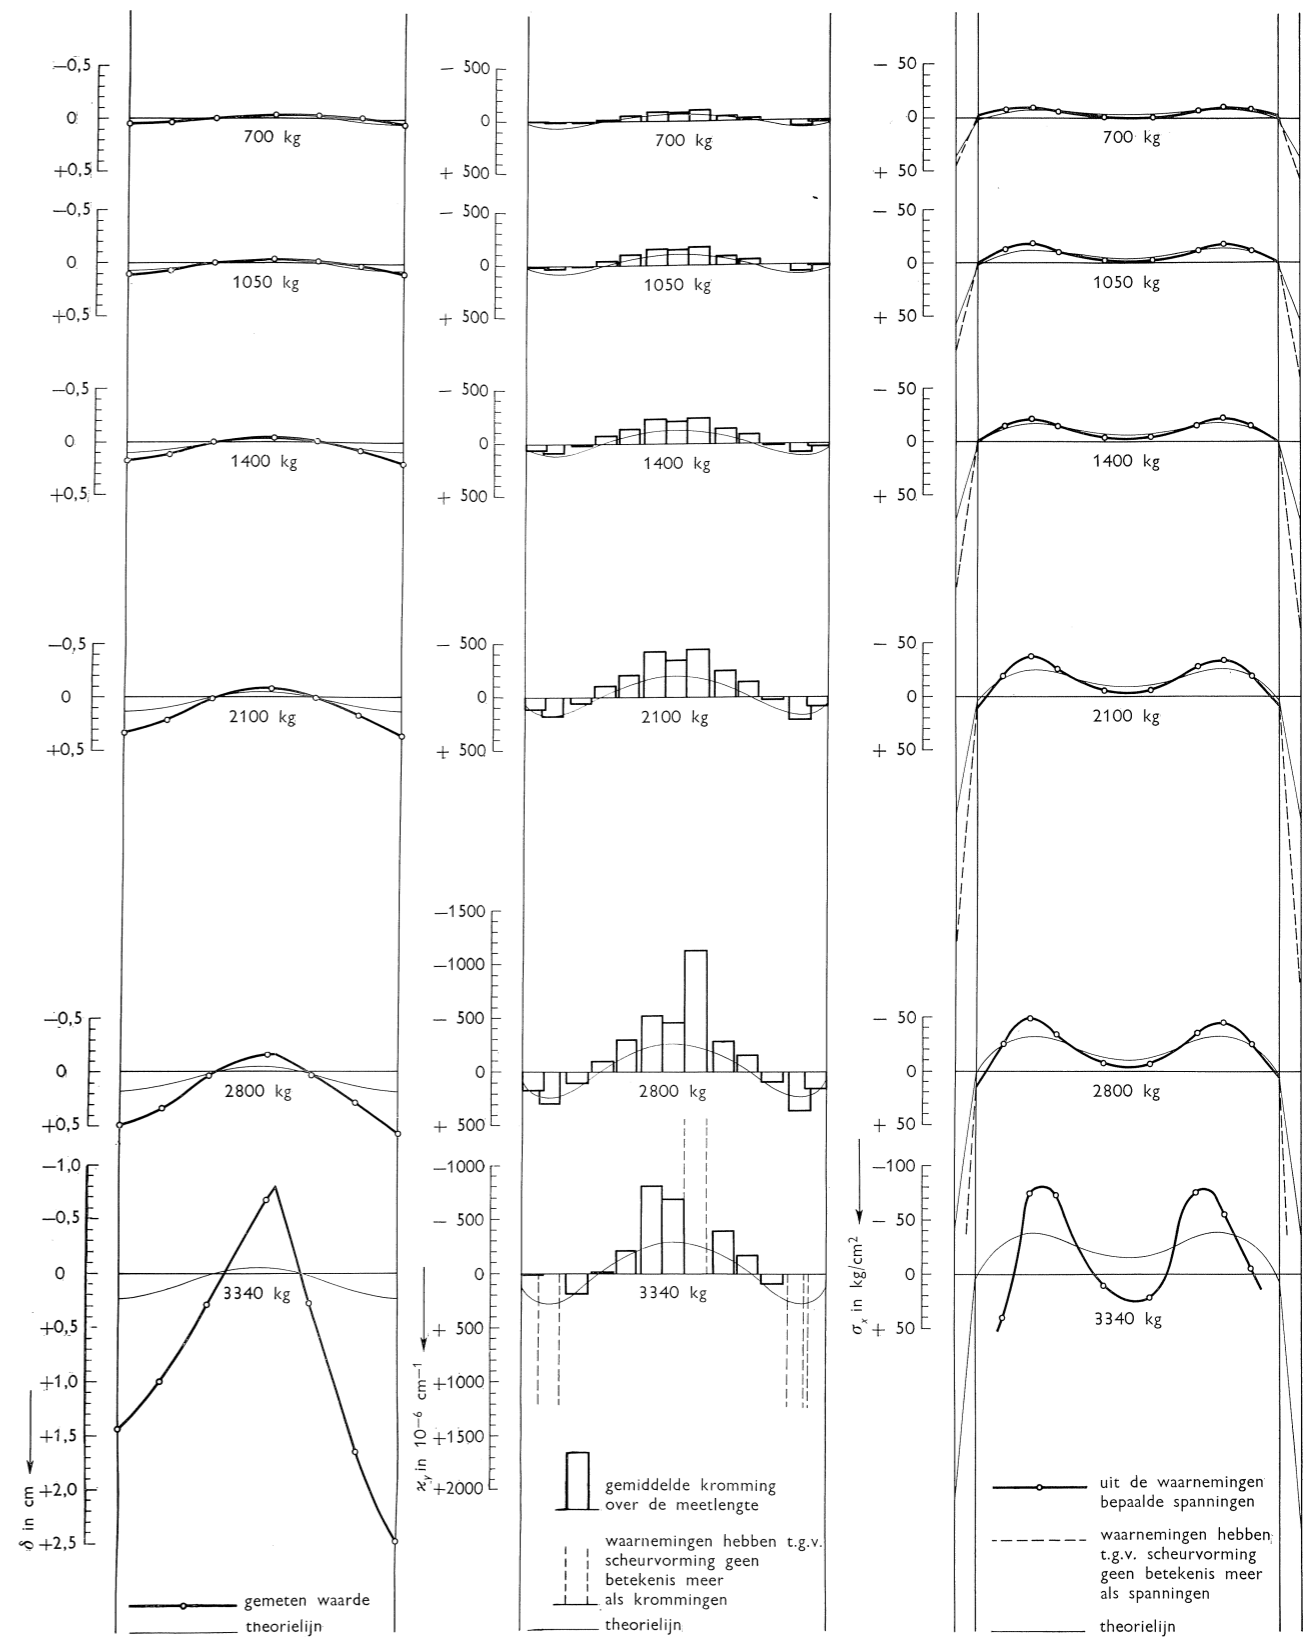 −0,5
0
+0,5
700 kg
−0,5
0
+0,5
1050 kg
−0,5
0
+0,5
1400 kg
−0,5
0
+0,5
2100 kg
−0,5
0
+0,5
2800 kg
−1,0
−0,5
0
+0,5
+1,0
+1,5
+2,0
+2,5
3340 kg
δ in cm
gemeten waarde
theorielijn
− 500
0
+ 500
700 kg
− 500
0
+ 500
1050 kg
− 500
0
+ 500
1400 kg
− 500
0
+ 500
2100 kg
−1500
−1000
− 500
0
+ 500
2800 kg
−1000
− 500
0
+ 500
+1000
+1500
+2000
3340 kg
ϰy in 10−6 cm−1
gemiddelde kromming
over de meetlengte
waarnemingen hebben t.g.v.
scheurvorming geen
betekenis meer
als krommingen
theorielijn
− 50
0
+ 50
700 kg
− 50
0
+ 50
1050 kg
− 50
0
+ 50
1400 kg
− 50
0
+ 50
2100 kg
− 50
0
+ 50
2800 kg
−100
− 50
0
+ 50
3340 kg
σx in kg/cm2
uit de waarnemingen
bepaalde spanningen
waarnemingen hebben
t.g.v. scheurvorming
geen betekenis meer
als spanningen
theorielijn